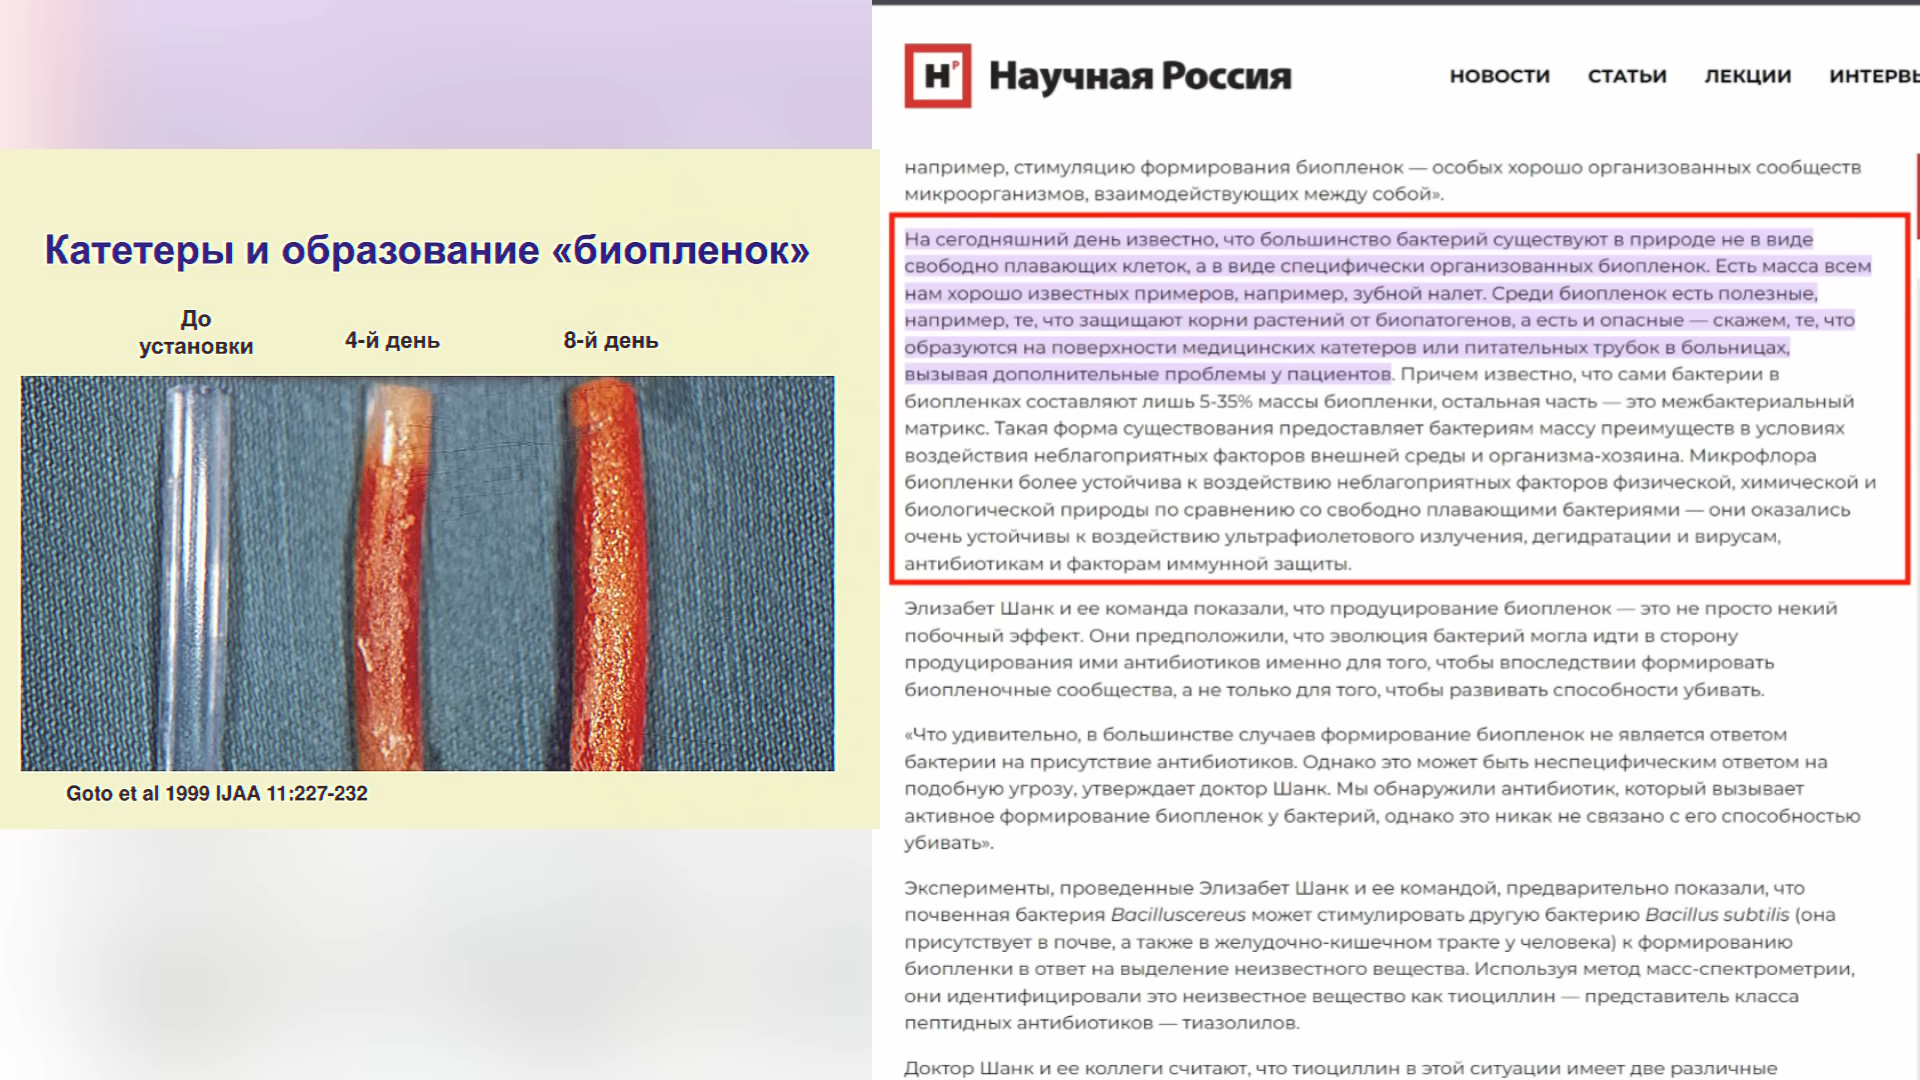 Катетеры и образование «биопленок»
До
установки
4-й день
8-й день
Goto et al 1999 IJAA 11:227-232
Н Р
Научная Россия
НОВОСТИ СТАТЬИ ЛЕКЦИИ
например, стимуляцию формирования биопленок — особых хорошо организованных сообществ
микроорганизмов, взаимодействующих между собой».
На сегодняшний день известно, что большинство бактерий существуют в природе не в виде
свободно плавающих клеток, а в виде специфически организованных биопленок. Есть масса всем
нам хорошо известных примеров, например, зубной налет. Среди биопленок есть полезные,
например, те, что защищают корни растений от биопатогенов, а есть и опасные — скажем, те, что
образуются на поверхности медицинских катетеров или питательных трубок в больницах,
вызывая дополнительные проблемы у пациентов. Причем известно, что сами бактерии в
биопленках составляют лишь 5-35% массы биопленки, остальная часть — это межбактериальный
матрикс. Такая форма существования предоставляет бактериям массу преимуществ в условиях
воздействия неблагоприятных факторов внешней среды и организма-хозяина. Микрофлора
биопленки более устойчива к воздействию неблагоприятных факторов физической, химической и
биологической природы по сравнению со свободно плавающими бактериями — они оказались
очень устойчивы к воздействию ультрафиолетового излучения, дегидратации и вирусам,
антибиотикам и факторам иммунной защиты.
Элизабет Шанк и ее команда показали, что продуцирование биопленок — это не просто некий
побочный эффект. Они предположили, что эволюция бактерий могла идти в сторону
продуцирования ими антибиотиков именно для того, чтобы впоследствии формировать
биопленочные сообщества, а не только для того, чтобы развивать способности убивать.
«Что удивительно, в большинстве случаев формирование биопленок не является ответом
бактерии на присутствие антибиотиков. Однако это может быть неспецифическим ответом на
подобную угрозу, утверждает доктор Шанк. Мы обнаружили антибиотик, который вызывает
активное формирование биопленок у бактерий, однако это никак не связано с его способностью
убивать».
Эксперименты, проведенные Элизабет Шанк и ее командой, предварительно показали, что
почвенная бактерия Bacilluscereus может стимулировать другую бактерию Bacillus subtilis (она
присутствует в почве, а также в желудочно-кишечном тракте у человека) к формированию
биопленки в ответ на выделение неизвестного вещества. Используя метод масс-спектрометрии,
они идентифицировали это неизвестное вещество как тиоциллин — представитель класса
пептидных антибиотиков — тиазолилов.
Доктор Шанк и ее коллеги считают, что тиоциллин в этой ситуации имеет две различные